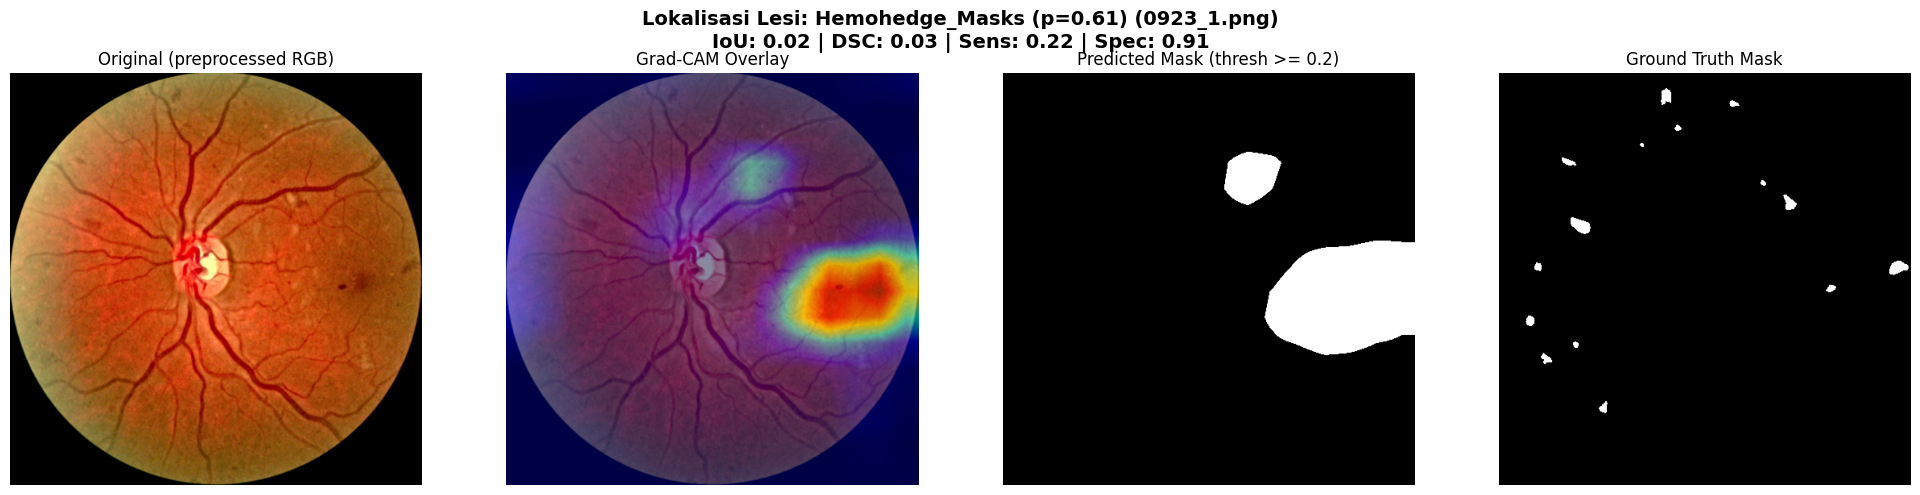 Lokalisasi Lesi: Hemohedge_Masks (p=0.61) (0923_1.png)
IoU: 0.02 | DSC: 0.03 | Sens: 0.22 | Spec: 0.91
Original (preprocessed RGB)
Grad-CAM Overlay
Predicted Mask (thresh >= 0.2)
Ground Truth Mask